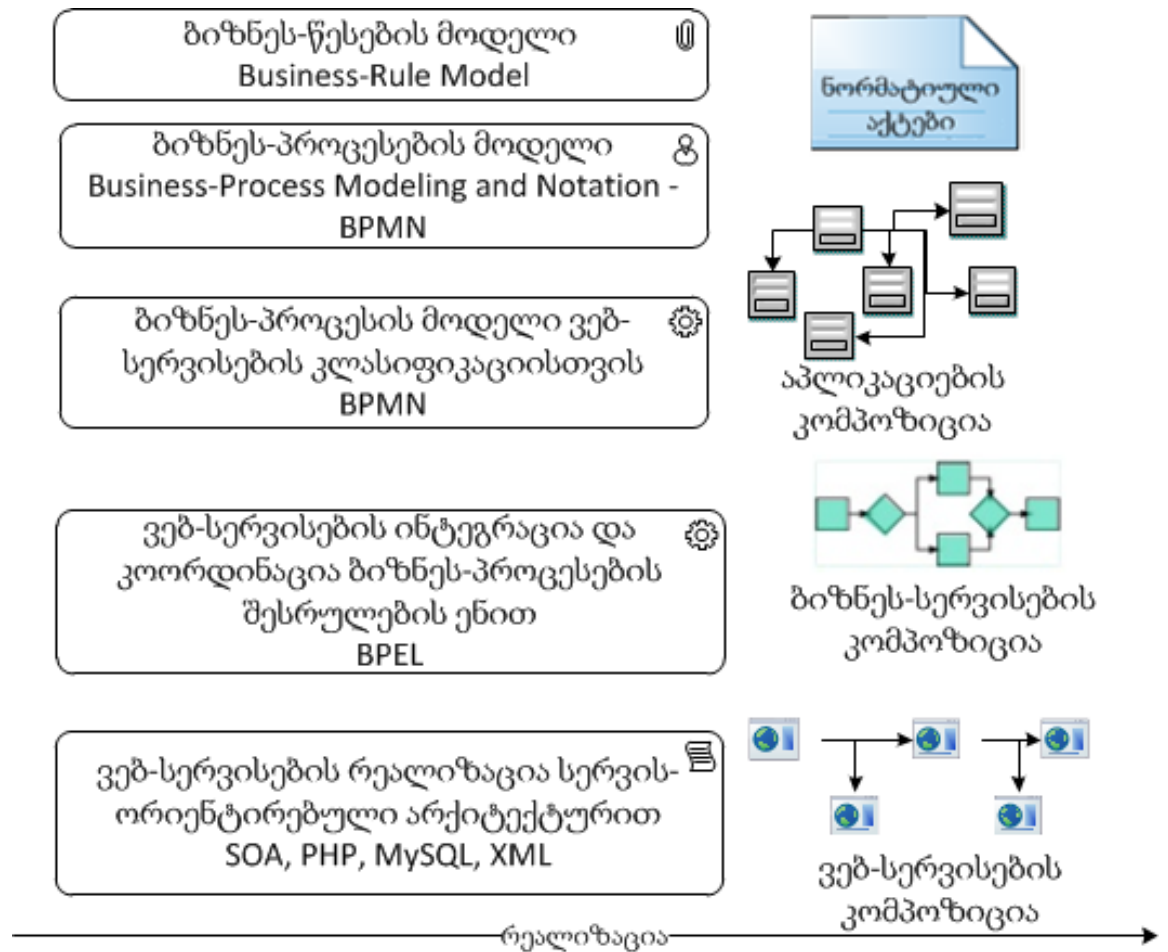 ბიზნეს-წესების მოდელი
Business-Rule Model
ნორმატიული
აქტები
ბიზნეს-პროცესების მოდელი
Business-Process Modeling and Notation -
BPMN
ბიზნეს-პროცესის მოდელი ვებ-
სერვისების კლასიფიკაციისთვის
BPMN
აპლიკაციების
კომპოზიცია
ვებ-სერვისების ინტეგრაცია და
კოორდინაცია ბიზნეს-პროცესების
შესრულების ენით
BPEL
ბიზნეს-სერვისების
კომპოზიცია
ვებ-სერვისების რეალიზაცია სერვის-
ორიენტირებული არქიტექტურით
SOA, PHP, MySQL, XML
ვებ-სერვისების
კომპოზიცია
რეალიზაცია